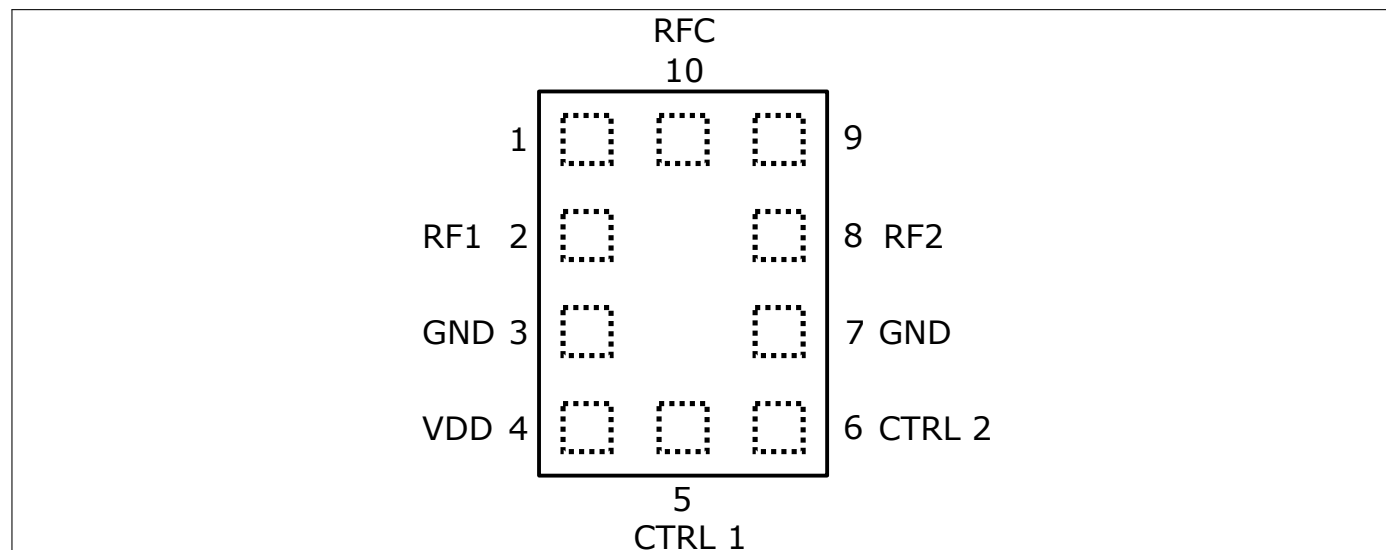 RFC
10
1
9
RF1 2
8 RF2
GND 3
7 GND
VDD 4
6 CTRL 2
5
CTRL 1